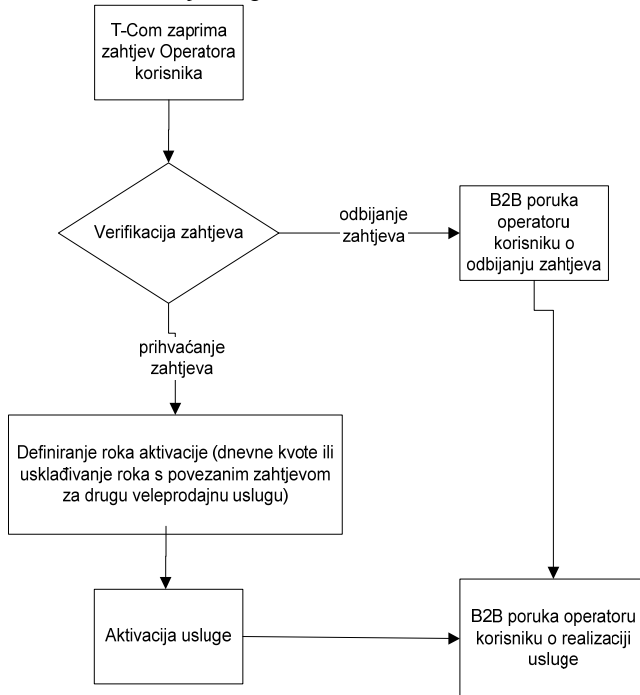 T-Com zaprima
zahtjev Operatora
korisnika
Verifikacija zahtjeva
odbijanje
zahtjeva
B2B poruka
operatoru
korisniku o
odbijanju zahtjeva
prihvaćanje
zahtjeva
Definiranje roka aktivacije (dnevne kvote ili
usklađivanje roka s povezanim zahtjevom
za drugu veleprodajnu uslugu)
Aktivacija usluge
B2B poruka operatoru
korisniku o realizaciji
usluge